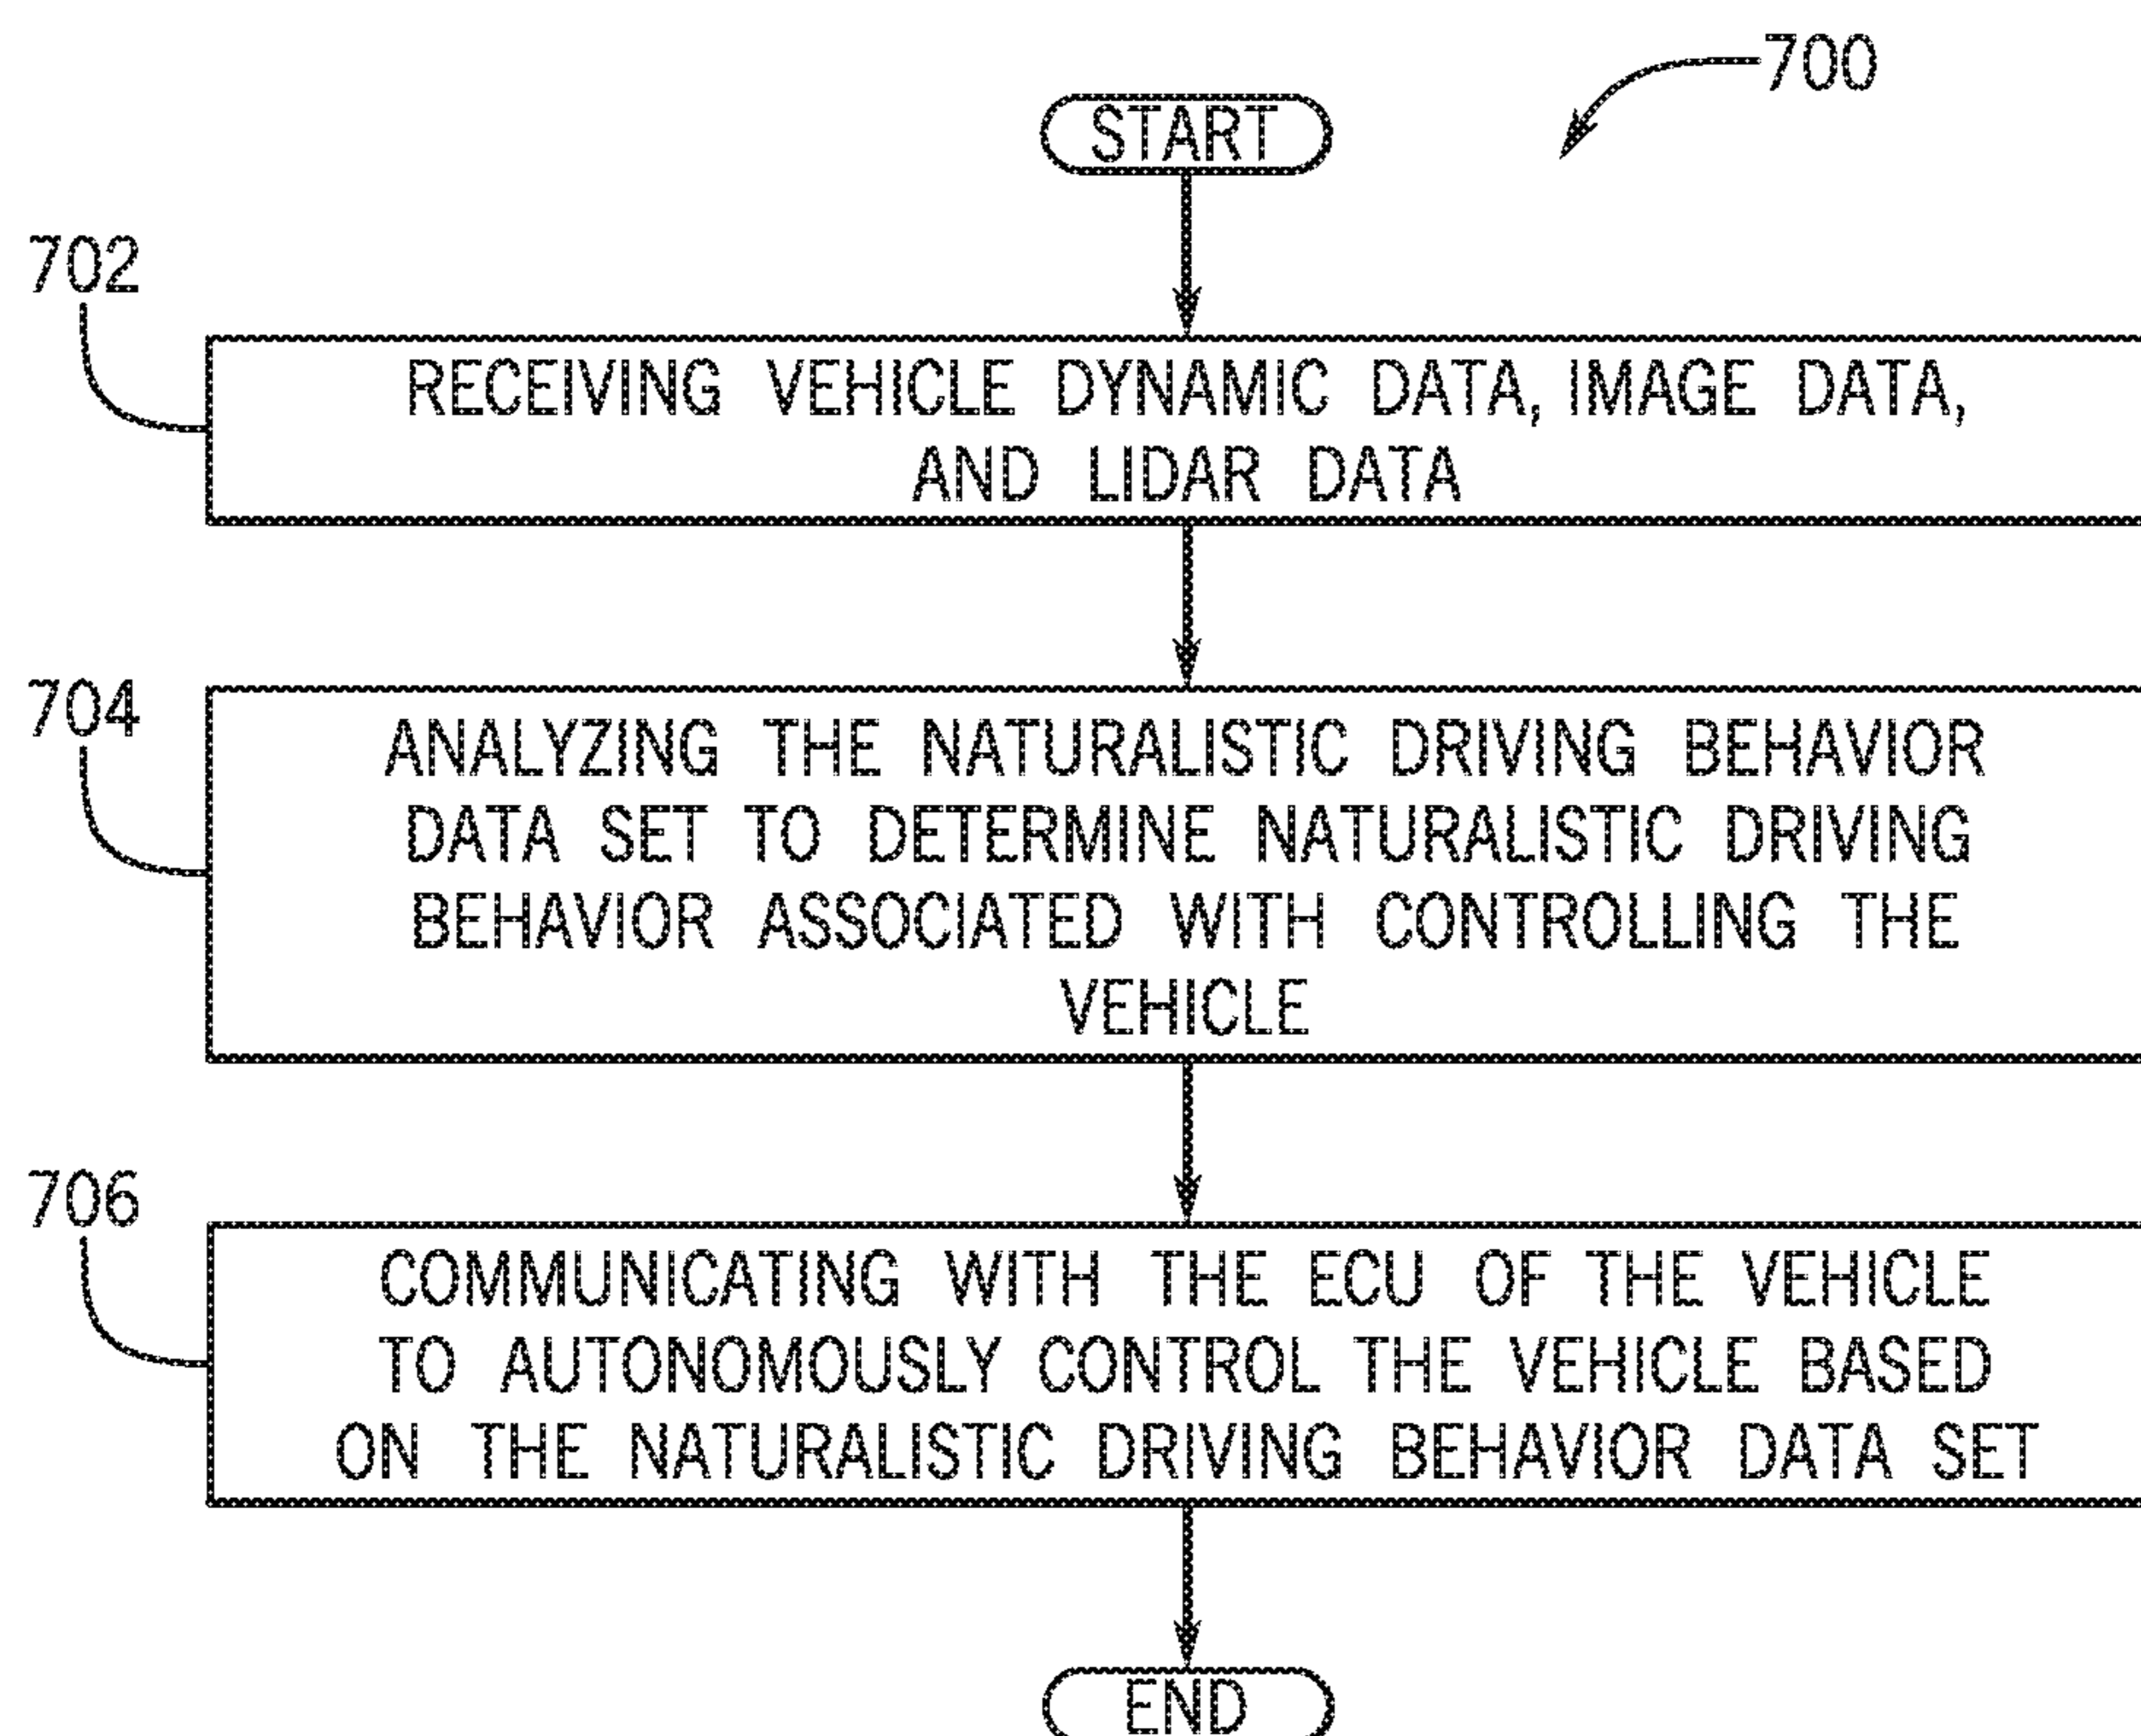 700
START
702
RECEIVING VEHICLE DYNAMIC DATA, IMAGE DATA,
AND LIDAR DATA
704
ANALYZING THE NATURALISTIC DRIVING BEHAVIOR
DATA SET TO DETERMINE NATURALISTIC DRIVING
BEHAVIOR ASSOCIATED WITH CONTROLLING THE
VEHICLE
706
COMMUNICATING WITH THE ECU OF THE VEHICLE
TO AUTONOMOUSLY CONTROL THE VEHICLE BASED
ON THE NATURALISTIC DRIVING BEHAVIOR DATA SET
END